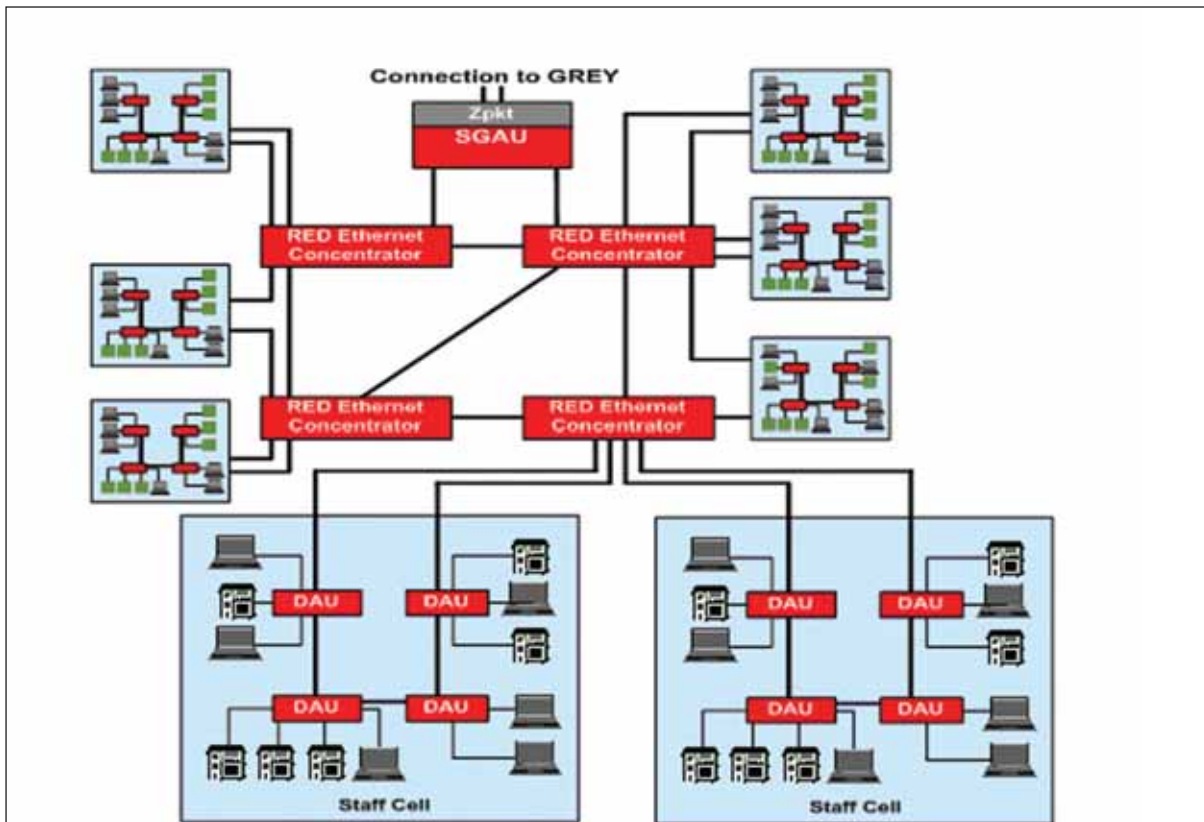 Connection to GREY
Zpkt
SGAU
RED Ethernet
Concentrator
RED Ethernet
Concentrator
RED Ethernet
Concentrator
RED Ethernet
Concentrator
DAU
DAU
DAU
DAU
DAU
DAU
DAU
DAU
Staff Cell
Staff Cell